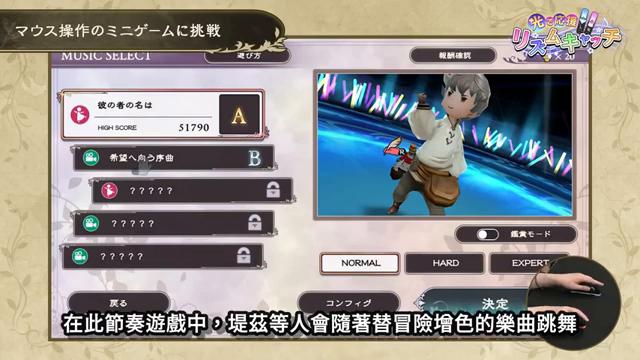 マウス操作のミニゲームに挑戦
光で応援
リズムキャッチ
MUSIC SELECT
遊び方
報酬確認
× 20
彼の者の名は
HIGH SCORE 51790
A
希望へ向う序曲
B
？？？？？
？？？？？
？？？？？
鑑賞モード
NORMAL
HARD
EXPERT
戻る
コンフィグ
決定
在此節奏遊戲中，堤茲等人會隨著替冒險增色的樂曲跳舞